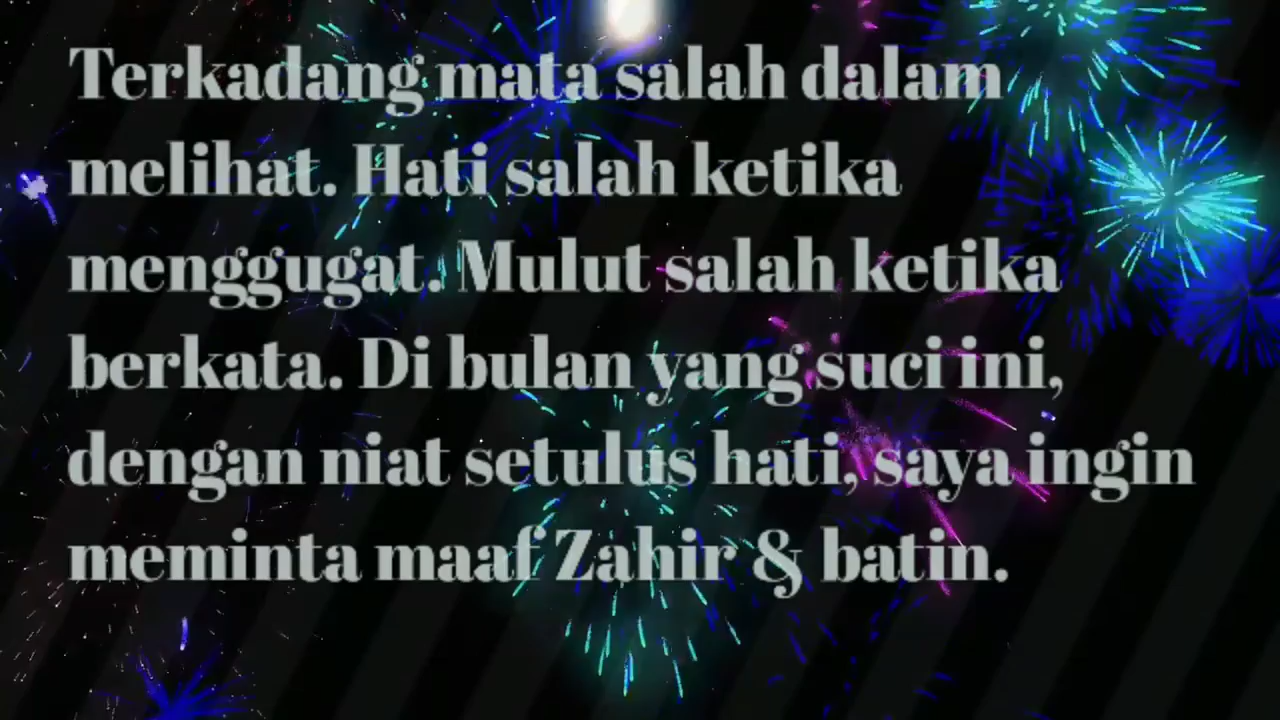 Terkadang mata salah dalam
melihat. Hati salah ketika
menggugat. Mulut salah ketika
berkata. Di bulan yang suci ini,
dengan niat setulus hati, saya ingin
meminta maaf Zahir & batin.